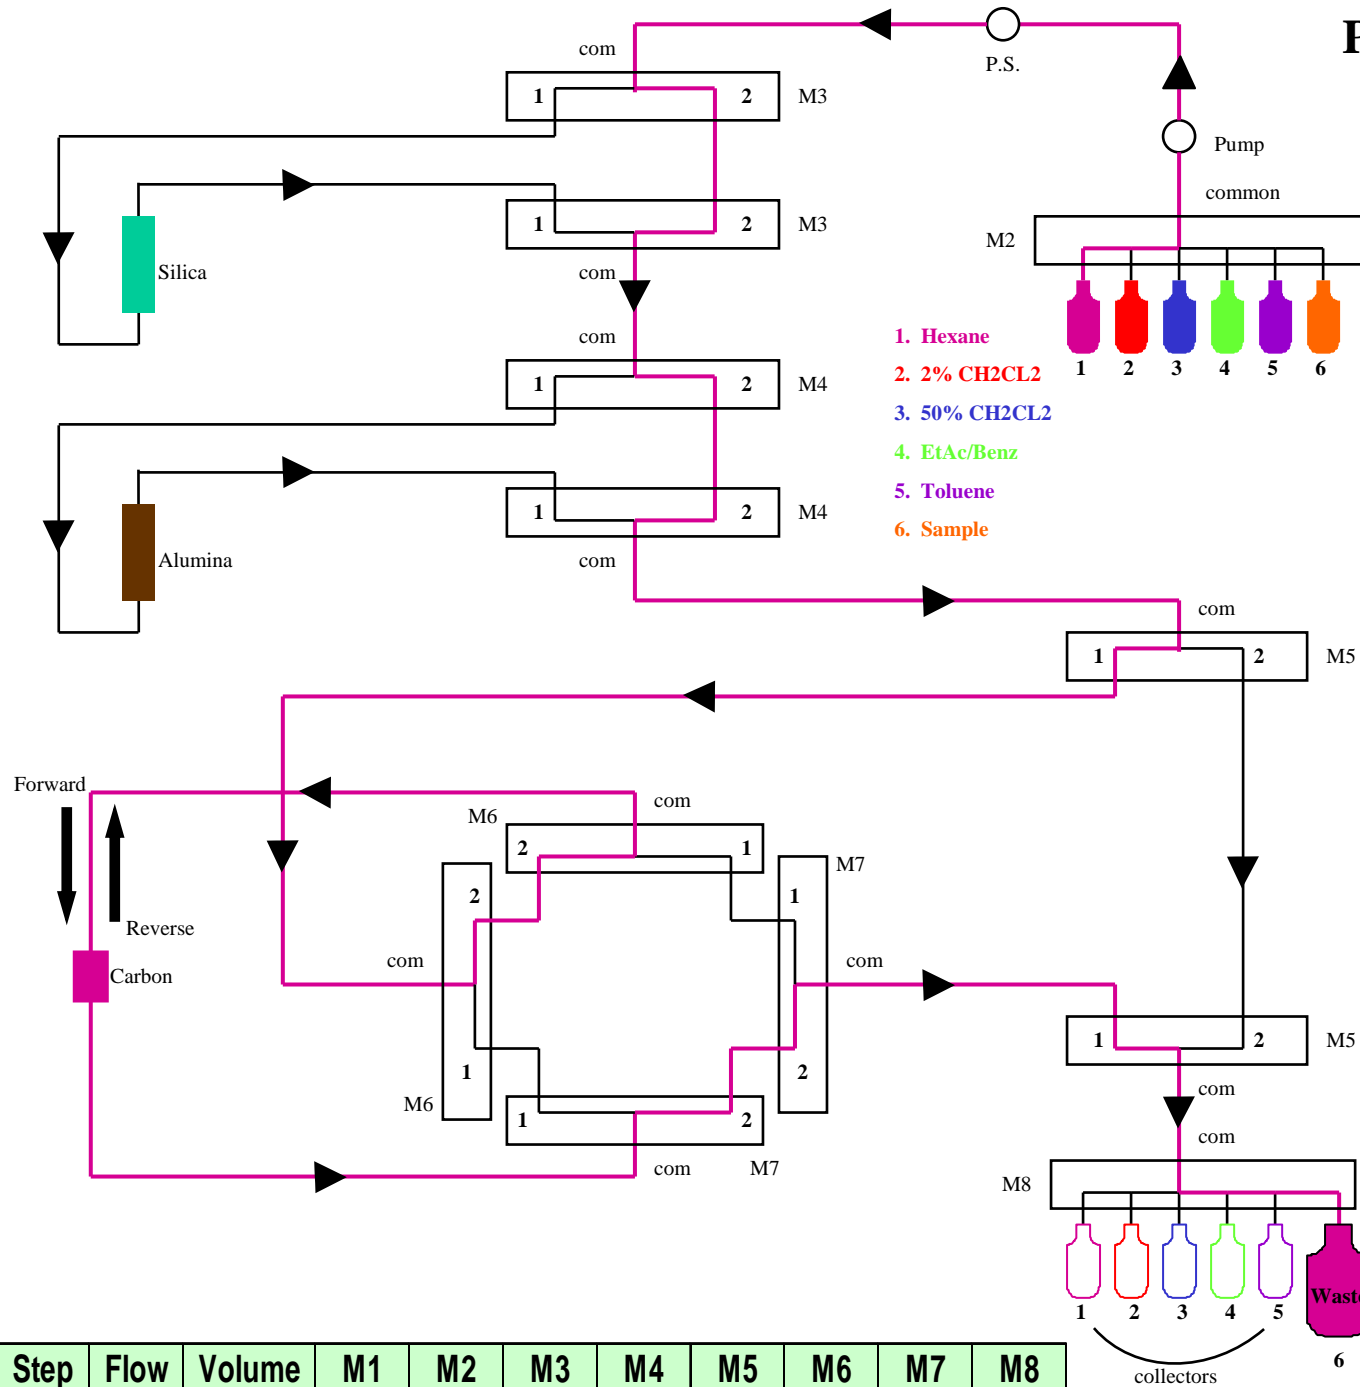 P
com
P.S.
1 2 M3
Pump
common
1 2 M3
M2
com
Silica
com
1. Hexane
1 2 3 4 5 6
2. 2% CH2CL2
1 2 M4
3. 50% CH2CL2
4. EtAc/Benz
5. Toluene
1 2 M4
6. Sample
Alumina
com
com
1 2 M5
Forward
com
M6
2 1
M7
2
1
Reverse
com
com
Carbon
1 2 M5
1
2
com
M6
1 2
com
com
M7
M8
Waste
1 2 3 4 5
6
collectors
Step Flow Volume M1 M2 M3 M4 M5 M6 M7 M8